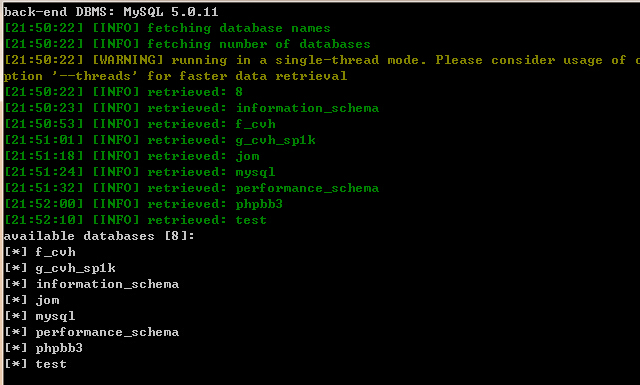 back-end DBMS: MySQL 5.0.11
[21:50:22] [INFO] fetching database names
[21:50:22] [INFO] fetching number of databases
[21:50:22] [WARNING] running in a single-thread mode. Please consider usage of o
ption '--threads' for faster data retrieval
[21:50:22] [INFO] retrieved: 8
[21:50:23] [INFO] retrieved: information_schema
[21:50:53] [INFO] retrieved: f_cvh
[21:51:01] [INFO] retrieved: g_cvh_sp1k
[21:51:18] [INFO] retrieved: jom
[21:51:24] [INFO] retrieved: mysql
[21:51:32] [INFO] retrieved: performance_schema
[21:52:00] [INFO] retrieved: phpbb3
[21:52:10] [INFO] retrieved: test
available databases [8]:
[*] f_cvh
[*] g_cvh_sp1k
[*] information_schema
[*] jom
[*] mysql
[*] performance_schema
[*] phpbb3
[*] test